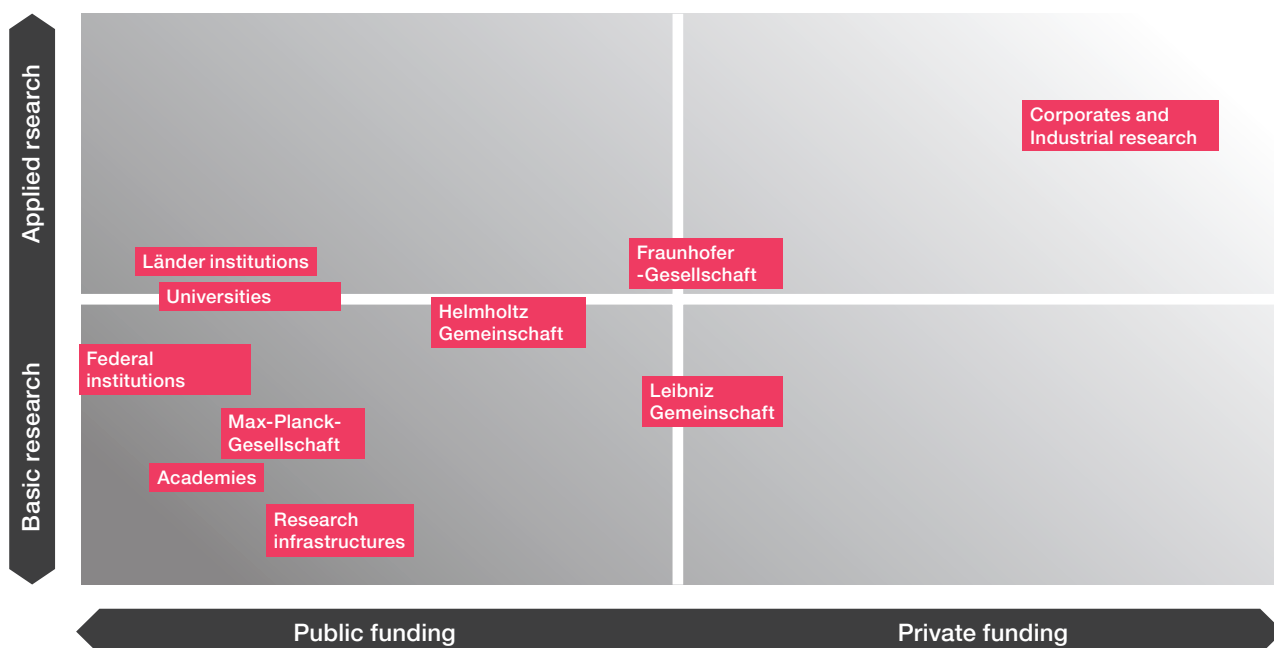 Applied rsearch
Basic research
Corporates and
Industrial research
Länder institutions
Universities
Fraunhofer
-Gesellschaft
Helmholtz
Gemeinschaft
Federal
institutions
Leibniz
Gemeinschaft
Max-Planck-
Gesellschaft
Academies
Research
infrastructures
Public funding
Private funding